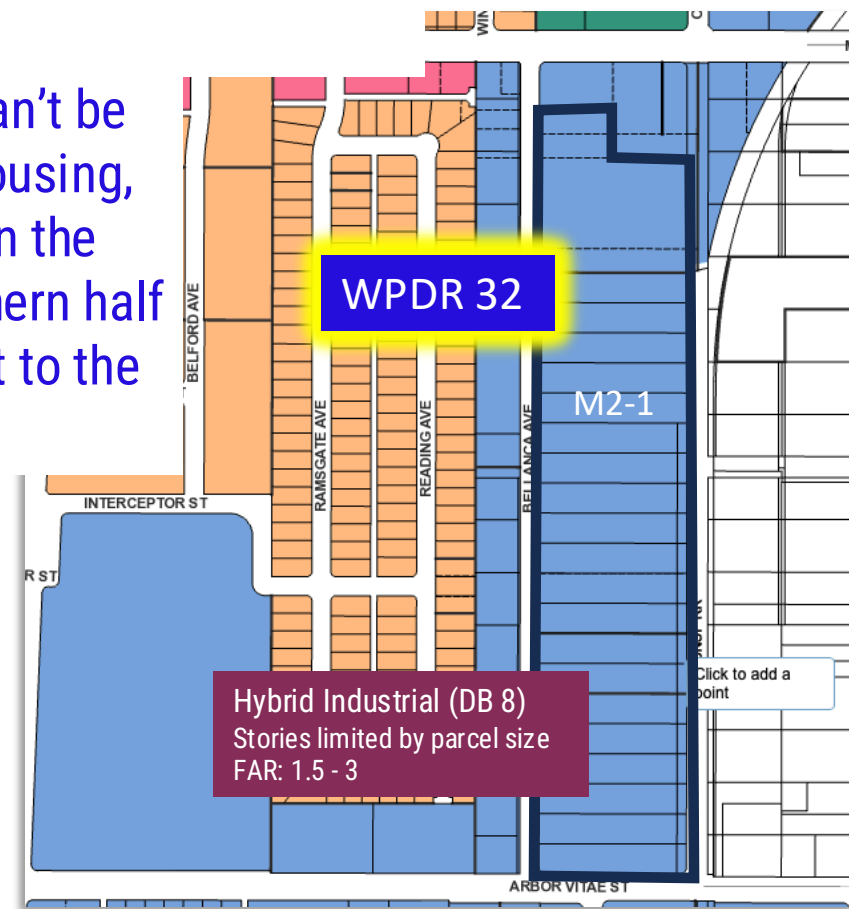 WIN
an't be
ousing,
n the
ern half
t to the
BELFORD AVE
WPDR 32
M2-1
RAMSGATE AVE
READING AVE
BELLANCA AVE
INTERCEPTOR ST
R ST
Click to add a
point
Hybrid Industrial (DB 8)
Stories limited by parcel size
FAR: 1.5 - 3
ARBOR VITAE ST